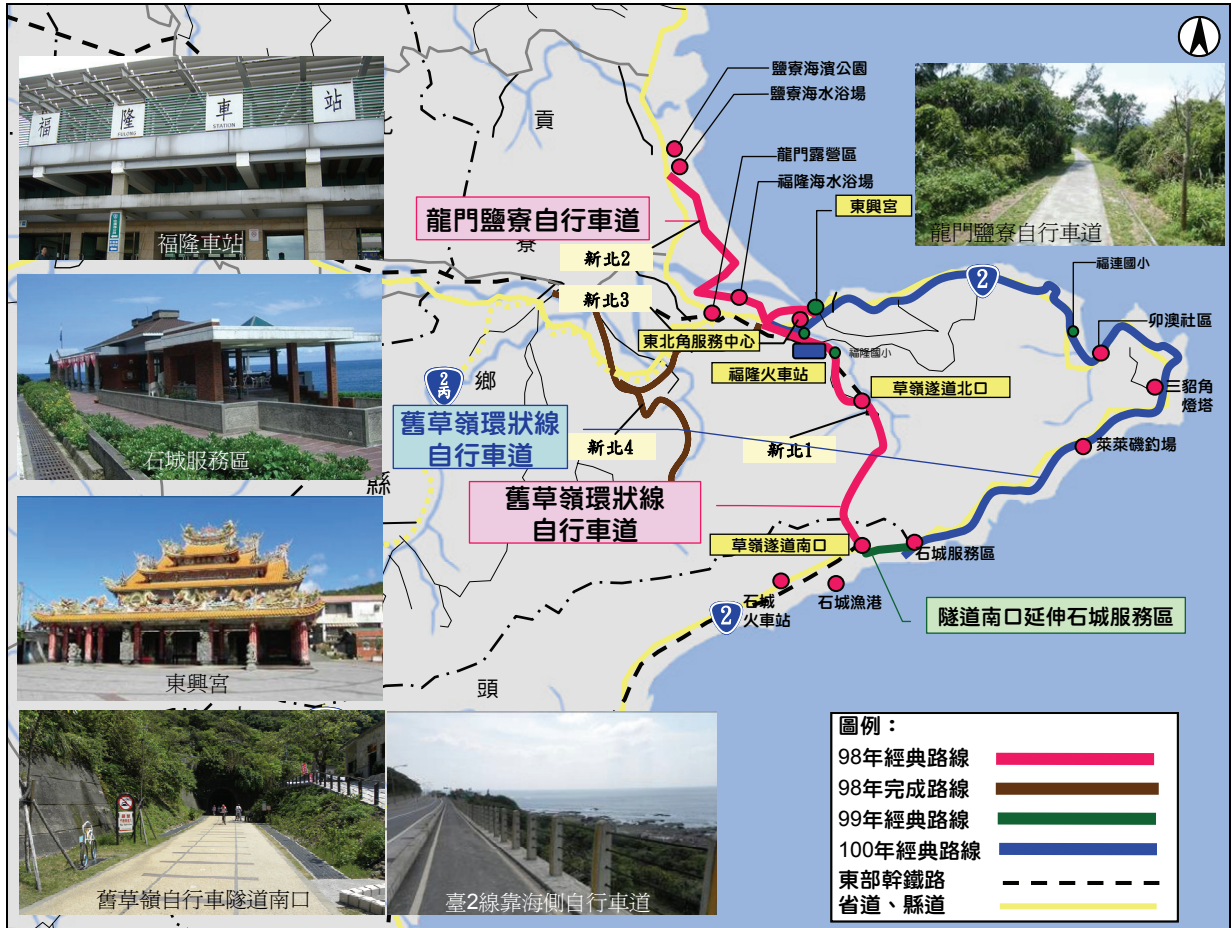 福隆車站
FULONG STATION
福隆車站
石城服務區
東興宮
舊草嶺自行車隧道南口
臺2線靠海側自行車道
龍門鹽寮自行車道
鹽寮海濱公園
鹽寮海水浴場
龍門露營區
福隆海水浴場
東興宮
貢
寮
鄉
縣
頭
北
龍門鹽寮自行車道
新北2
新北3
2
福連國小
卯澳社區
東北角服務中心
福隆國小
福隆火車站
草嶺遂道北口
三貂角
燈塔
2丙
舊草嶺環狀線
自行車道
新北4
新北1
萊萊磯釣場
舊草嶺環狀線
自行車道
草嶺遂道南口
石城服務區
石城
火車站
石城漁港
2
隧道南口延伸石城服務區
圖例：
98年經典路線
98年完成路線
99年經典路線
100年經典路線
東部幹鐵路
省道、縣道